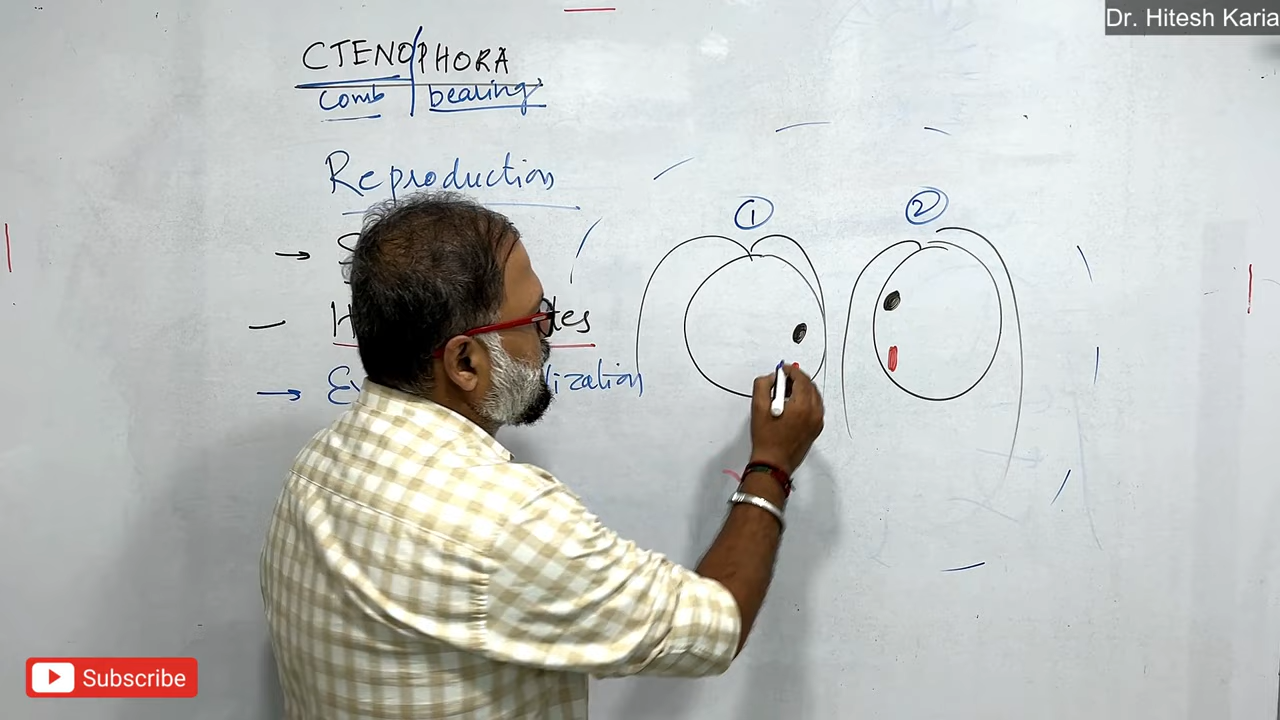 Dr. Hitesh Karia
CTENOPHORA
comb bearing
Reproduction
① ②
Subscribe